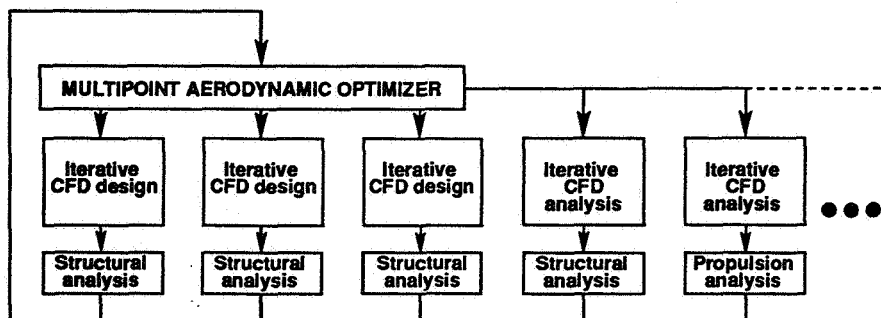 MULTIPOINT AERODYNAMIC OPTIMIZER
Iterative
CFD design
Iterative
CFD design
Iterative
CFD design
Iterative
CFD
analysis
Iterative
CFD
analysis
Structural
analysis
Structural
analysis
Structural
analysis
Structural
analysis
Propulsion
analysis